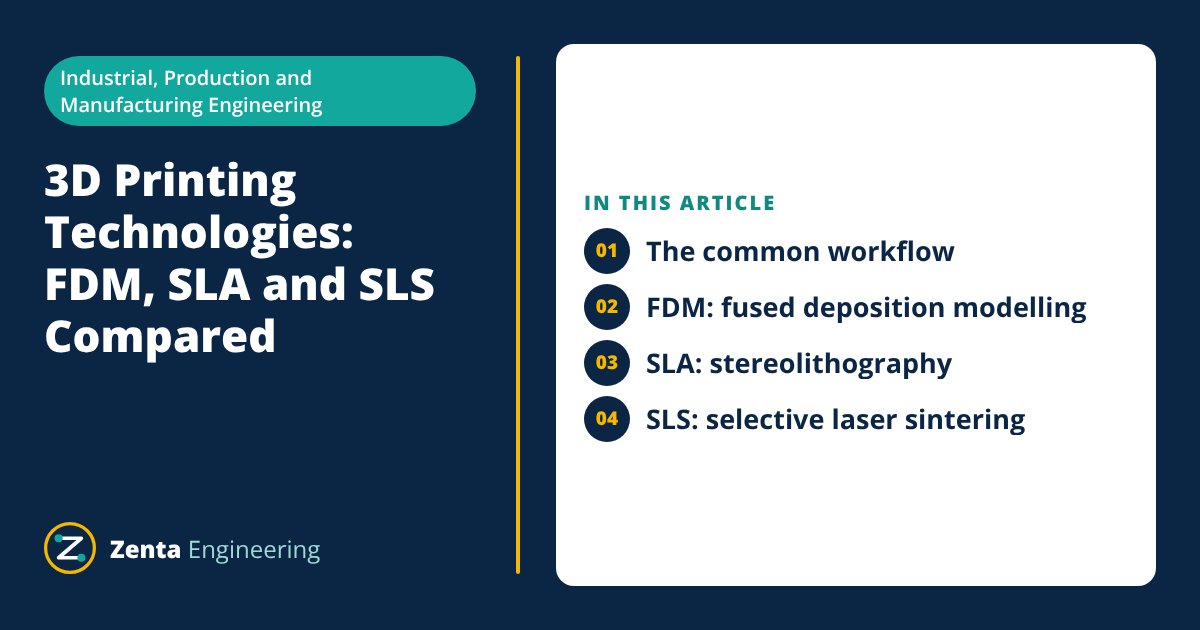 Industrial, Production and
Manufacturing Engineering
3D Printing
Technologies:
FDM, SLA and SLS
Compared
Zenta Engineering
IN THIS ARTICLE
01 The common workflow
02 FDM: fused deposition modelling
03 SLA: stereolithography
04 SLS: selective laser sintering